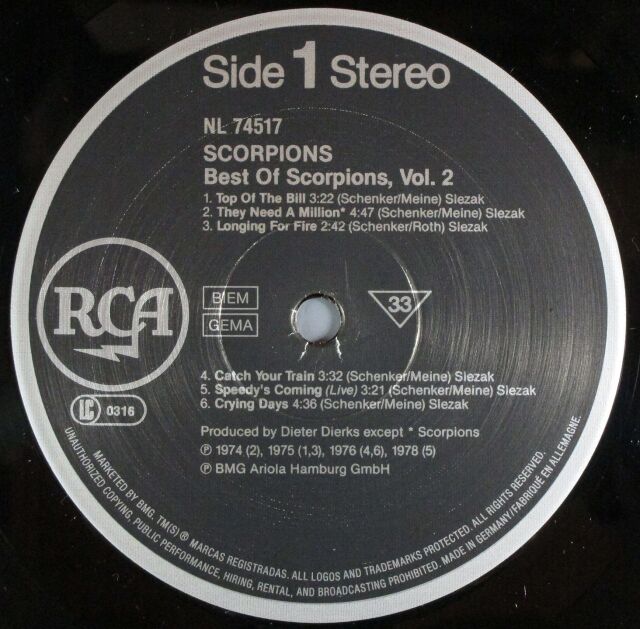 Side 1 Stereo
NL 74517
SCORPIONS
Best Of Scorpions, Vol. 2
1. Top Of The Bill 3:22 (Schenker/Meine) Slezak
2. They Need A Million* 4:47 (Schenker/Meine) Slezak
3. Longing For Fire 2:42 (Schenker/Roth) Slezak
RCA
BIEM
GEMA
33
4. Catch Your Train 3:32 (Schenker/Meine) Slezak
5. Speedy's Coming (Live) 3:21 (Schenker/Meine) Slezak
6. Crying Days 4:36 (Schenker/Meine) Slezak
LC 0316
Produced by Dieter Dierks except * Scorpions
℗ 1974 (2), 1975 (1,3), 1976 (4,6), 1978 (5)
℗ BMG Ariola Hamburg GmbH
MARKETED BY BMG. TM(S) ® MARCAS REGISTRADAS. ALL LOGOS AND TRADEMARKS PROTECTED. ALL RIGHTS RESERVED.
UNAUTHORIZED COPYING, PUBLIC PERFORMANCE, HIRING, RENTAL, AND BROADCASTING PROHIBITED. MADE IN GERMANY/FABRIQUÉ EN ALLEMAGNE.